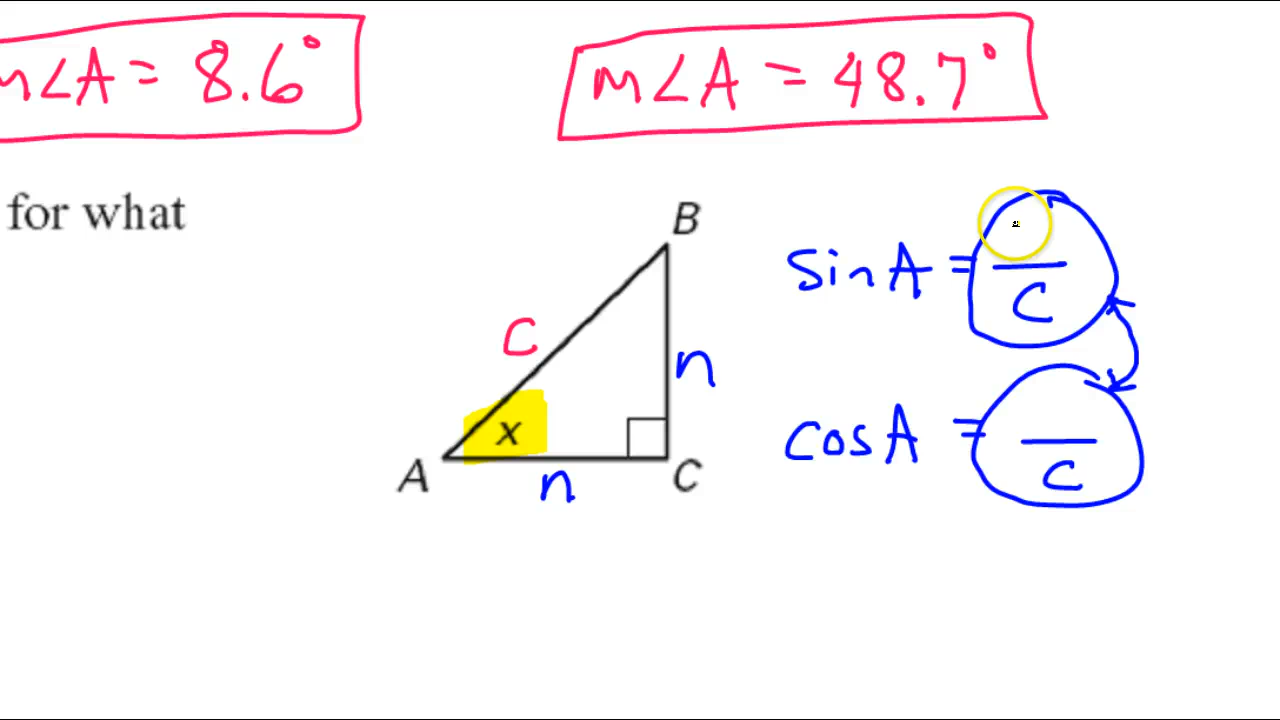 m∠A = 8.6°
m∠A = 48.7°
for what
B
sin A = — / C
C
n
x
cos A = — / C
A
n
C